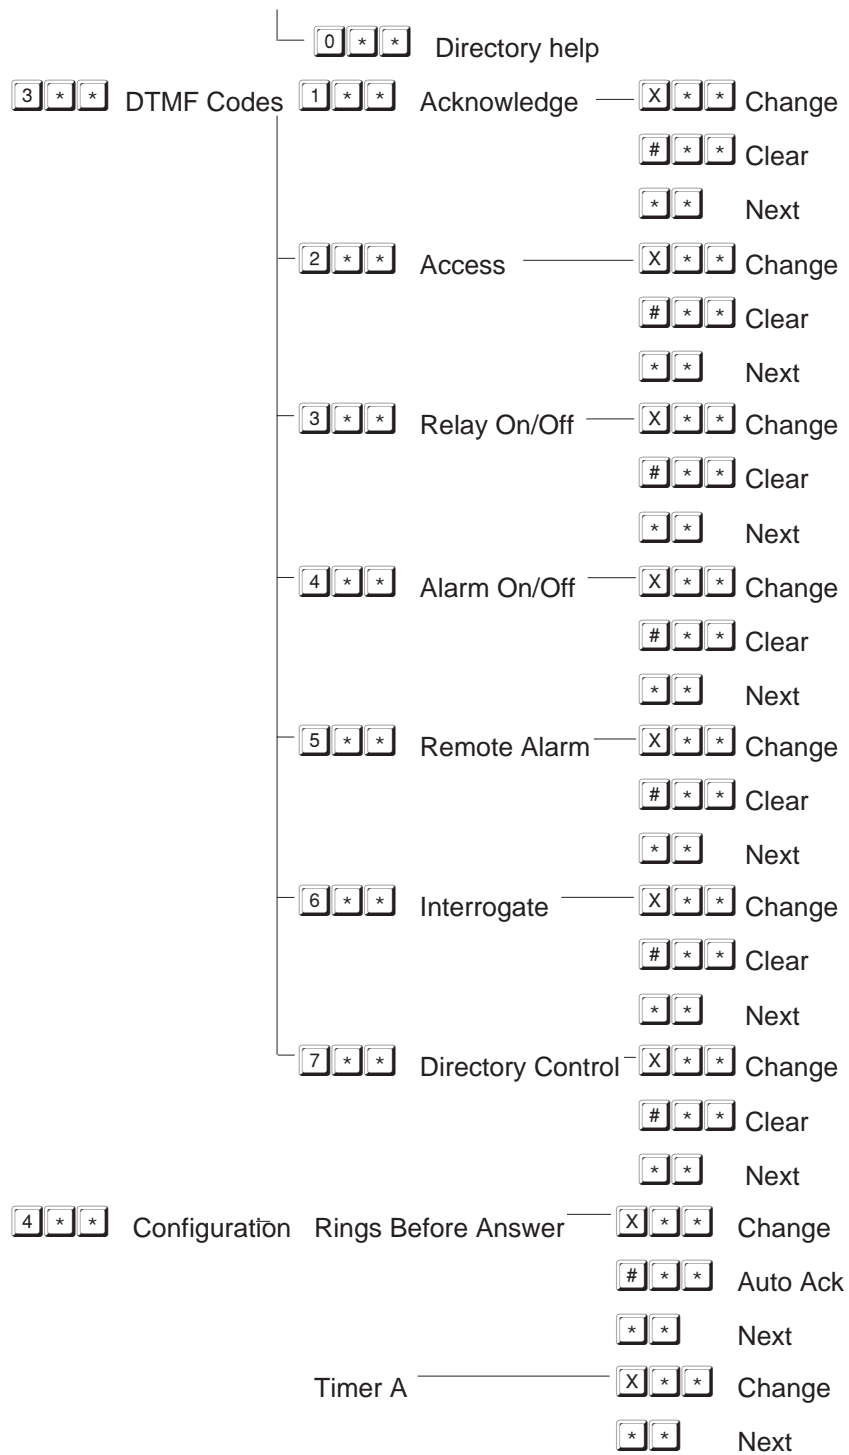 0 * * Directory help
3 * * DTMF Codes 1 * * Acknowledge X * * Change
# * * Clear
* * Next
2 * * Access X * * Change
# * * Clear
* * Next
3 * * Relay On/Off X * * Change
# * * Clear
* * Next
4 * * Alarm On/Off X * * Change
# * * Clear
* * Next
5 * * Remote Alarm X * * Change
# * * Clear
* * Next
6 * * Interrogate X * * Change
# * * Clear
* * Next
7 * * Directory Control X * * Change
# * * Clear
* * Next
4 * * Configuration Rings Before Answer X * * Change
# * * Auto Ack
* * Next
Timer A X * * Change
* * Next